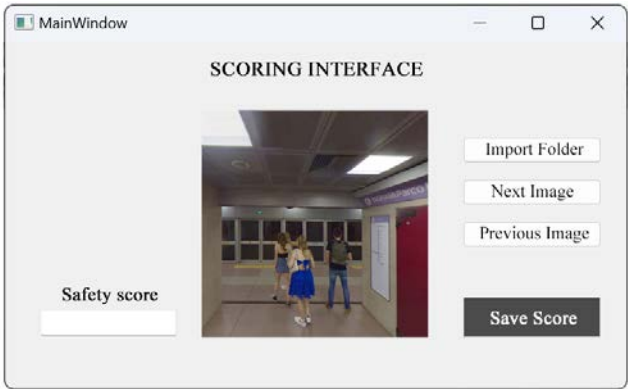 MainWindow
SCORING INTERFACE
Import Folder
Next Image
Previous Image
Safety score
Save Score